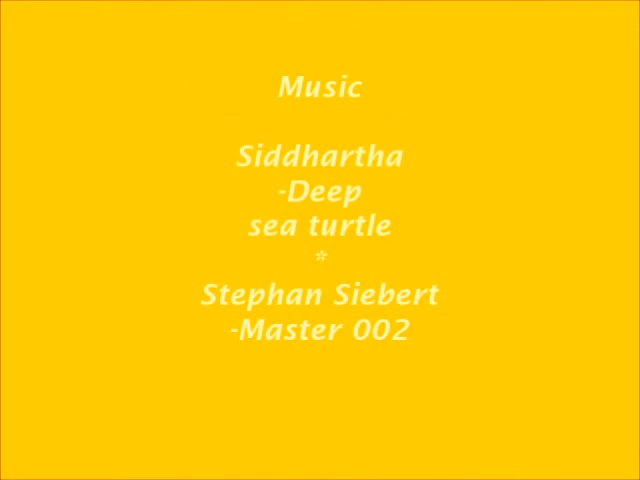 Music
Siddhartha
-Deep
sea turtle
*
Stephan Siebert
-Master 002